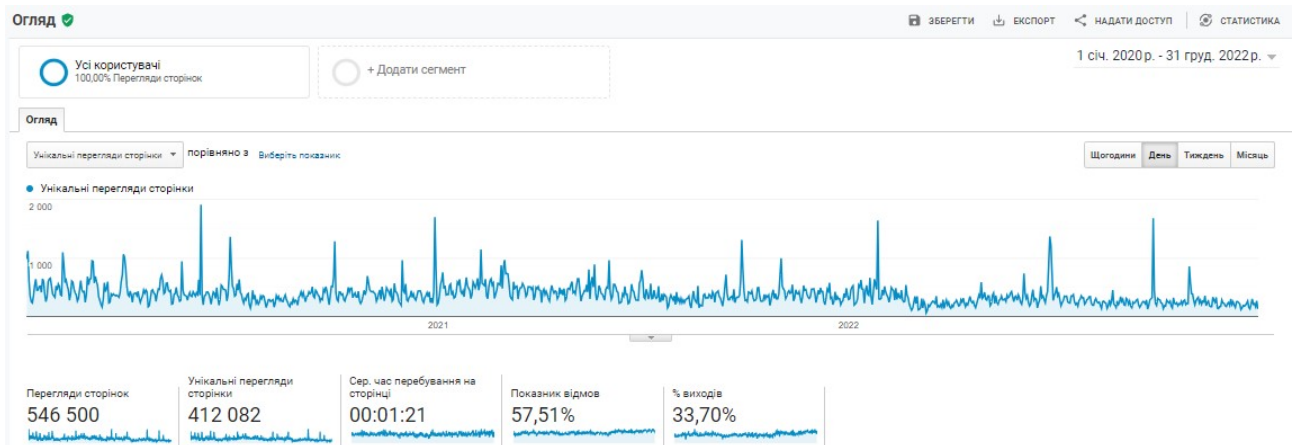 Огляд
ЗБЕРЕГТИ ЕКСПОРТ НАДАТИ ДОСТУП СТАТИСТИКА
Усі користувачі
100,00% Перегляди сторінок
+ Додати сегмент
1 січ. 2020 р. - 31 груд. 2022 р.
Огляд
Унікальні перегляди сторінки порівняно з Виберіть показник
Щогодини День Тиждень Місяць
Унікальні перегляди сторінки
2 000
1 000
2021 2022
Перегляди сторінок
546 500
Унікальні перегляди
сторінки
412 082
Сер. час перебування на
сторінці
00:01:21
Показник відмов
57,51%
% виходів
33,70%